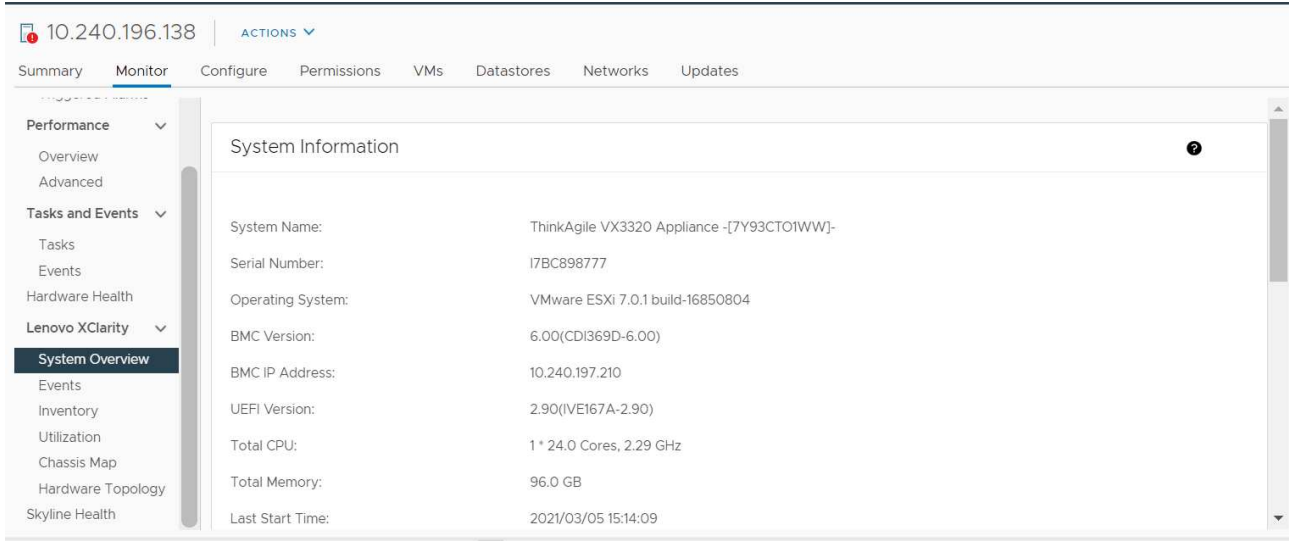 10.240.196.138 ACTIONS
Summary Monitor Configure Permissions VMs Datastores Networks Updates
Triggered Alarms
Performance
Overview
Advanced
Tasks and Events
Tasks
Events
Hardware Health
Lenovo XClarity
System Overview
Events
Inventory
Utilization
Chassis Map
Hardware Topology
Skyline Health
System Information
System Name: ThinkAgile VX3320 Appliance -[7Y93CTO1WW]-
Serial Number: I7BC898777
Operating System: VMware ESXi 7.0.1 build-16850804
BMC Version: 6.00(CDI369D-6.00)
BMC IP Address: 10.240.197.210
UEFI Version: 2.90(IVE167A-2.90)
Total CPU: 1 * 24.0 Cores, 2.29 GHz
Total Memory: 96.0 GB
Last Start Time: 2021/03/05 15:14:09